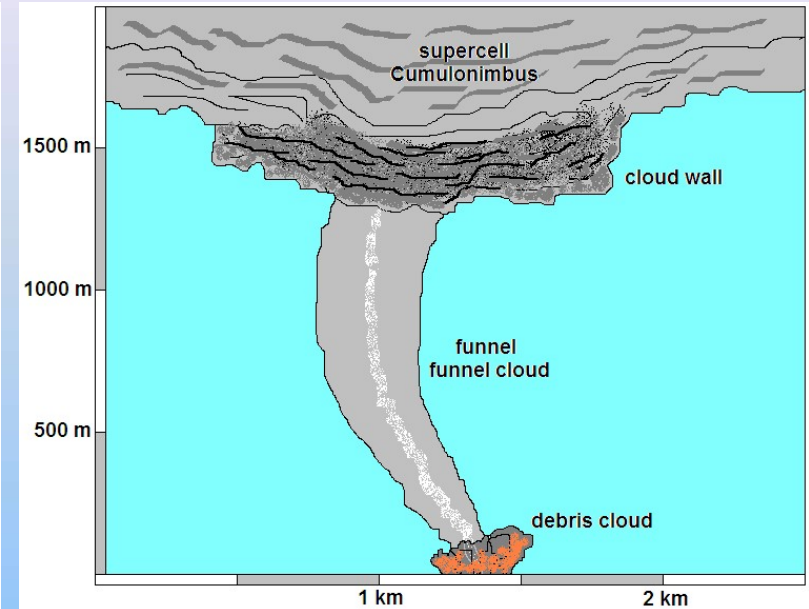 supercell
Cumulonimbus
1500 m
cloud wall
1000 m
funnel
funnel cloud
500 m
debris cloud
1 km
2 km